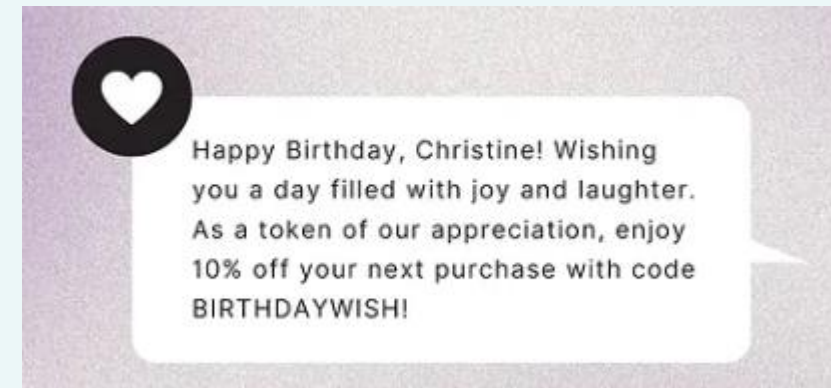 Happy Birthday, Christine! Wishing
you a day filled with joy and laughter.
As a token of our appreciation, enjoy
10% off your next purchase with code
BIRTHDAYWISH!